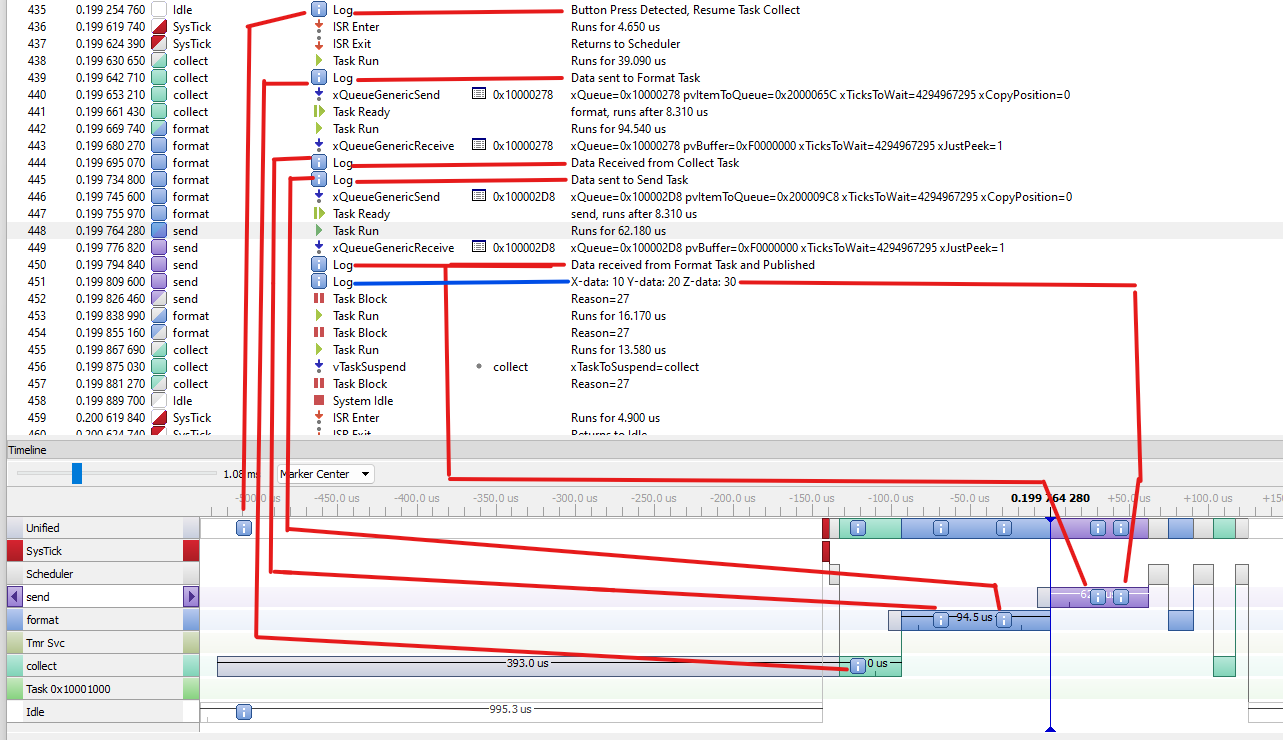 435 0.199 254 760 Idle Log Button Press Detected, Resume Task Collect
436 0.199 619 740 SysTick ISR Enter Runs for 4.650 us
437 0.199 624 390 SysTick ISR Exit Returns to Scheduler
438 0.199 630 650 collect Task Run Runs for 39.090 us
439 0.199 642 710 collect Log Data sent to Format Task
440 0.199 653 210 collect xQueueGenericSend 0x10000278 xQueue=0x10000278 pvItemToQueue=0x2000065C xTicksToWait=4294967295 xCopyPosition=0
441 0.199 661 430 collect Task Ready format, runs after 8.310 us
442 0.199 669 740 format Task Run Runs for 94.540 us
443 0.199 680 270 format xQueueGenericReceive 0x10000278 xQueue=0x10000278 pvBuffer=0xF0000000 xTicksToWait=4294967295 xJustPeek=1
444 0.199 695 070 format Log Data Received from Collect Task
445 0.199 734 800 format Log Data sent to Send Task
446 0.199 745 600 format xQueueGenericSend 0x100002D8 xQueue=0x100002D8 pvItemToQueue=0x200009C8 xTicksToWait=4294967295 xCopyPosition=0
447 0.199 755 970 format Task Ready send, runs after 8.310 us
448 0.199 764 280 send Task Run Runs for 62.180 us
449 0.199 776 820 send xQueueGenericReceive 0x100002D8 xQueue=0x100002D8 pvBuffer=0xF0000000 xTicksToWait=4294967295 xJustPeek=1
450 0.199 794 840 send Log Data received from Format Task and Published
451 0.199 809 600 send Log X-data: 10 Y-data: 20 Z-data: 30
452 0.199 826 460 send Task Block Reason=27
453 0.199 838 990 format Task Run Runs for 16.170 us
454 0.199 855 160 format Task Block Reason=27
455 0.199 867 690 collect Task Run Runs for 13.580 us
456 0.199 875 030 collect vTaskSuspend collect xTaskToSuspend=collect
457 0.199 881 270 collect Task Block Reason=27
458 0.199 889 700 Idle System Idle
459 0.200 619 840 SysTick ISR Enter Runs for 4.900 us
460 0.200 624 740 SysTick ISR Exit Returns to Idle
Timeline
1.08 ms Marker Center
-500.0 us -450.0 us -400.0 us -350.0 us -300.0 us -250.0 us -200.0 us -150.0 us -100.0 us -50.0 us 0.199 764 280 +50.0 us +100.0 us +150
Unified
SysTick
Scheduler
send
format 94.5 us
Tmr Svc
collect 393.0 us 0 us
Task 0x10001000
Idle 995.3 us